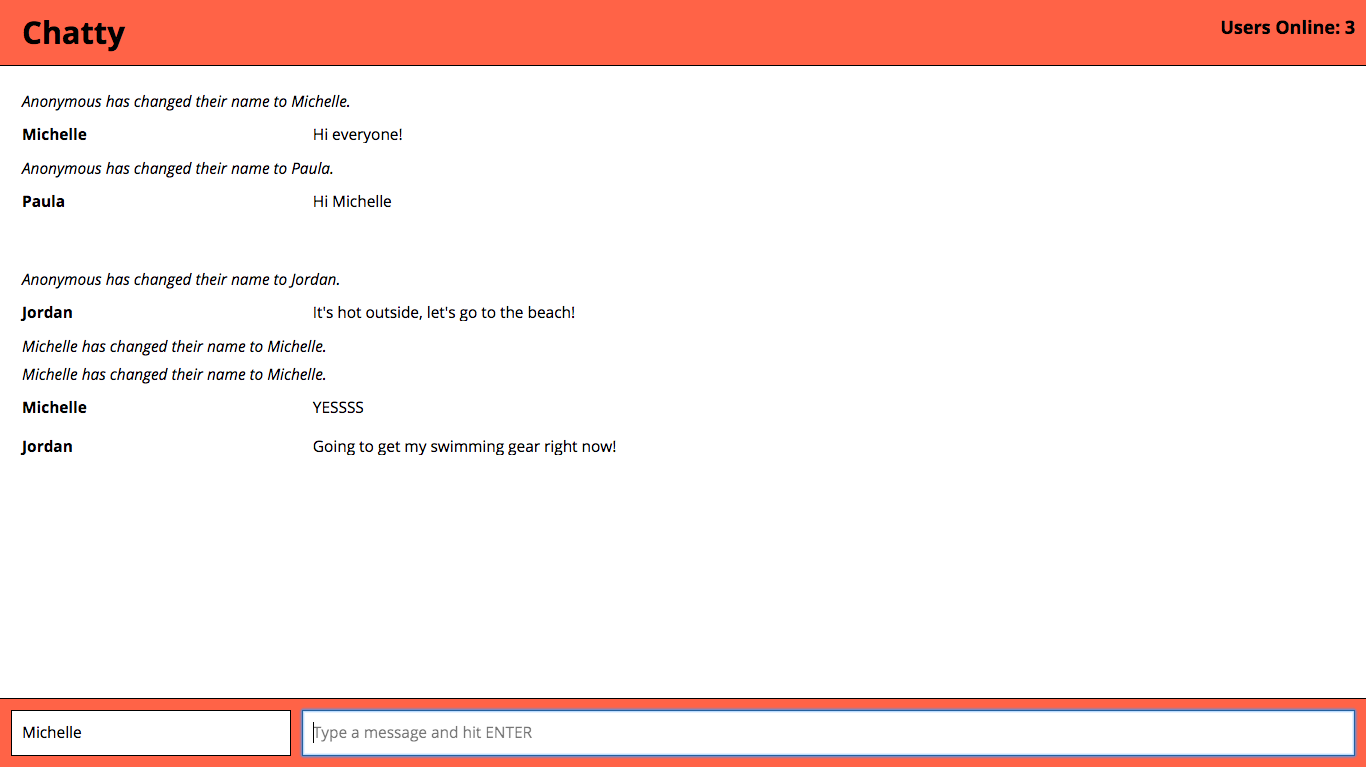 Chatty
Users Online: 3
Anonymous has changed their name to Michelle.
Michelle Hi everyone!
Anonymous has changed their name to Paula.
Paula Hi Michelle
Anonymous has changed their name to Jordan.
Jordan It's hot outside, let's go to the beach!
Michelle has changed their name to Michelle.
Michelle has changed their name to Michelle.
Michelle YESSSS
Jordan Going to get my swimming gear right now!
Michelle Type a message and hit ENTER